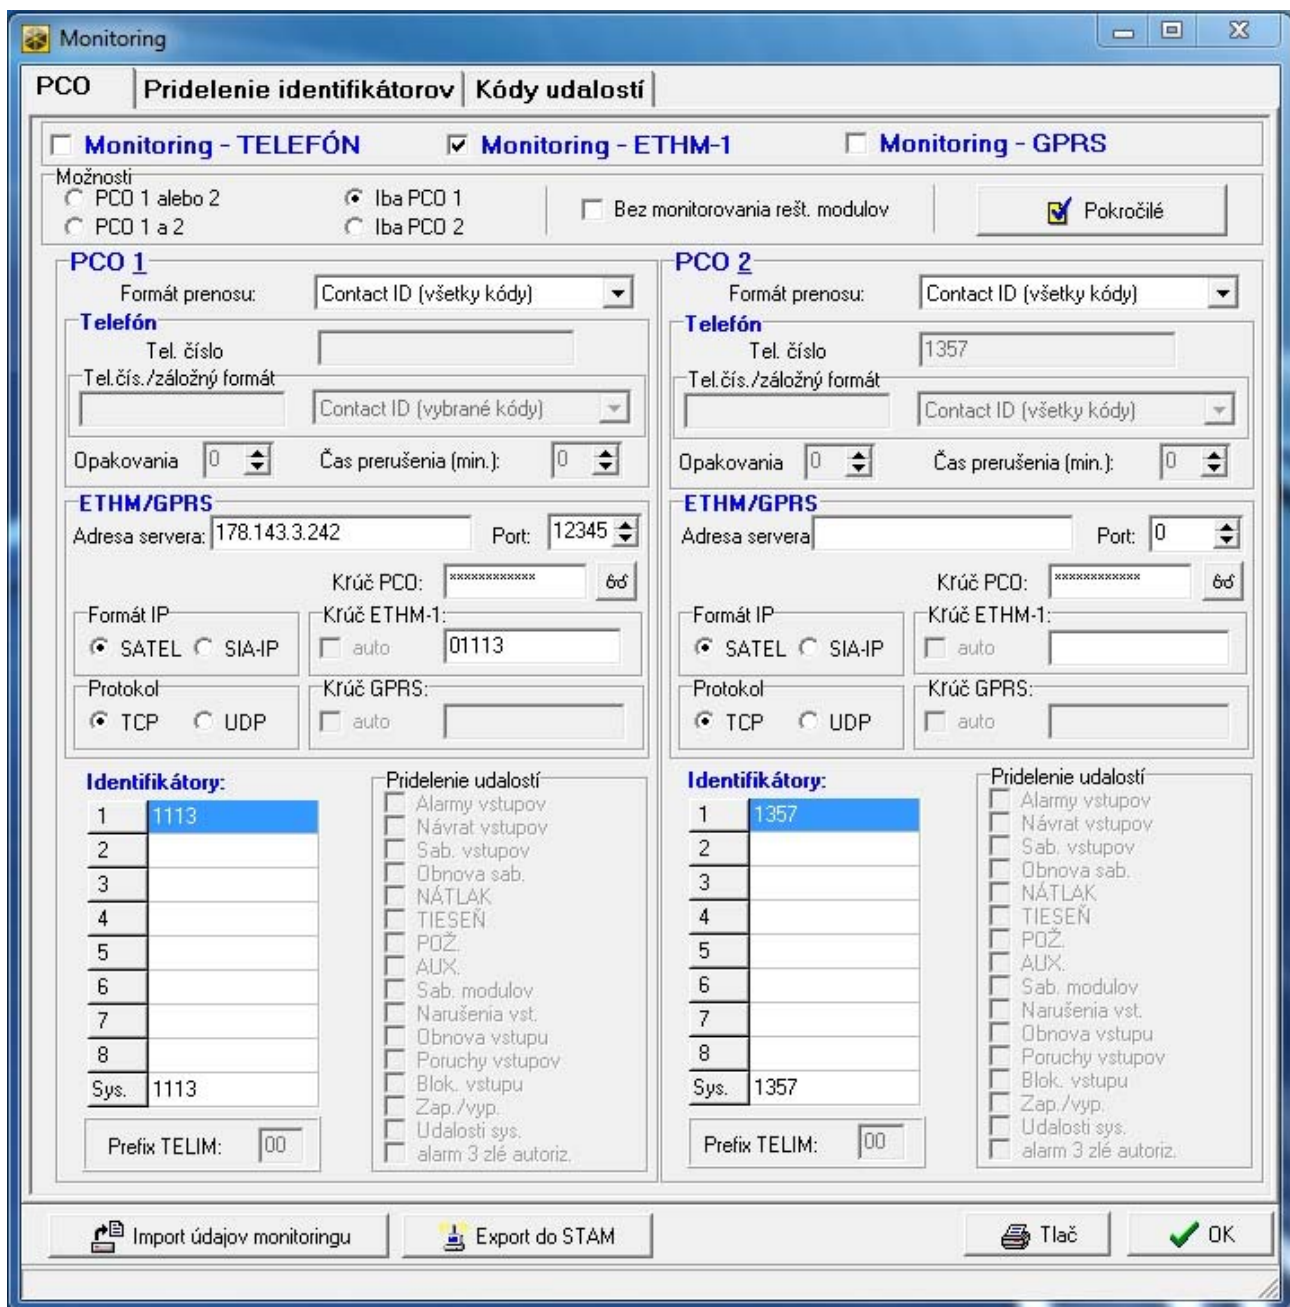 Monitoring
PCO Pridelenie identifikátorov Kódy udalostí
Monitoring - TELEFÓN Monitoring - ETHM-1 Monitoring - GPRS
Možnosti
PCO 1 alebo 2 Iba PCO 1 Bez monitorovania rešt. modulov Pokročilé
PCO 1 a 2 Iba PCO 2
PCO 1
Formát prenosu: Contact ID (všetky kódy)
Telefón
Tel. číslo
Tel.čís./záložný formát
Contact ID (vybrané kódy)
Opakovania 0 Čas prerušenia (min.): 0
ETHM/GPRS
Adresa servera: 178.143.3.242 Port: 12345
Kľúč PCO: ************
Formát IP Kľúč ETHM-1:
SATEL SIA-IP auto 01113
Protokol Kľúč GPRS:
TCP UDP auto
Identifikátory: Pridelenie udalostí
1 1113
2
3
4
5
6
7
8
Sys. 1113
Alarmy vstupov
Návrat vstupov
Sab. vstupov
Obnova sab.
NÁTLAK
TIESEŇ
POŽ.
AUX.
Sab. modulov
Narušenia vst.
Obnova vstupu
Poruchy vstupov
Blok. vstupu
Zap./vyp.
Udalosti sys.
alarm 3 zlé autoriz.
Prefix TELIM: 00
PCO 2
Formát prenosu: Contact ID (všetky kódy)
Telefón
Tel. číslo 1357
Tel.čís./záložný formát
Contact ID (všetky kódy)
Opakovania 0 Čas prerušenia (min.): 0
ETHM/GPRS
Adresa servera Port: 0
Kľúč PCO: ************
Formát IP Kľúč ETHM-1:
SATEL SIA-IP auto
Protokol Kľúč GPRS:
TCP UDP auto
Identifikátory: Pridelenie udalostí
1 1357
2
3
4
5
6
7
8
Sys. 1357
Alarmy vstupov
Návrat vstupov
Sab. vstupov
Obnova sab.
NÁTLAK
TIESEŇ
POŽ.
AUX.
Sab. modulov
Narušenia vst.
Obnova vstupu
Poruchy vstupov
Blok. vstupu
Zap./vyp.
Udalosti sys.
alarm 3 zlé autoriz.
Prefix TELIM: 00
Import údajov monitoringu Export do STAM Tlač OK